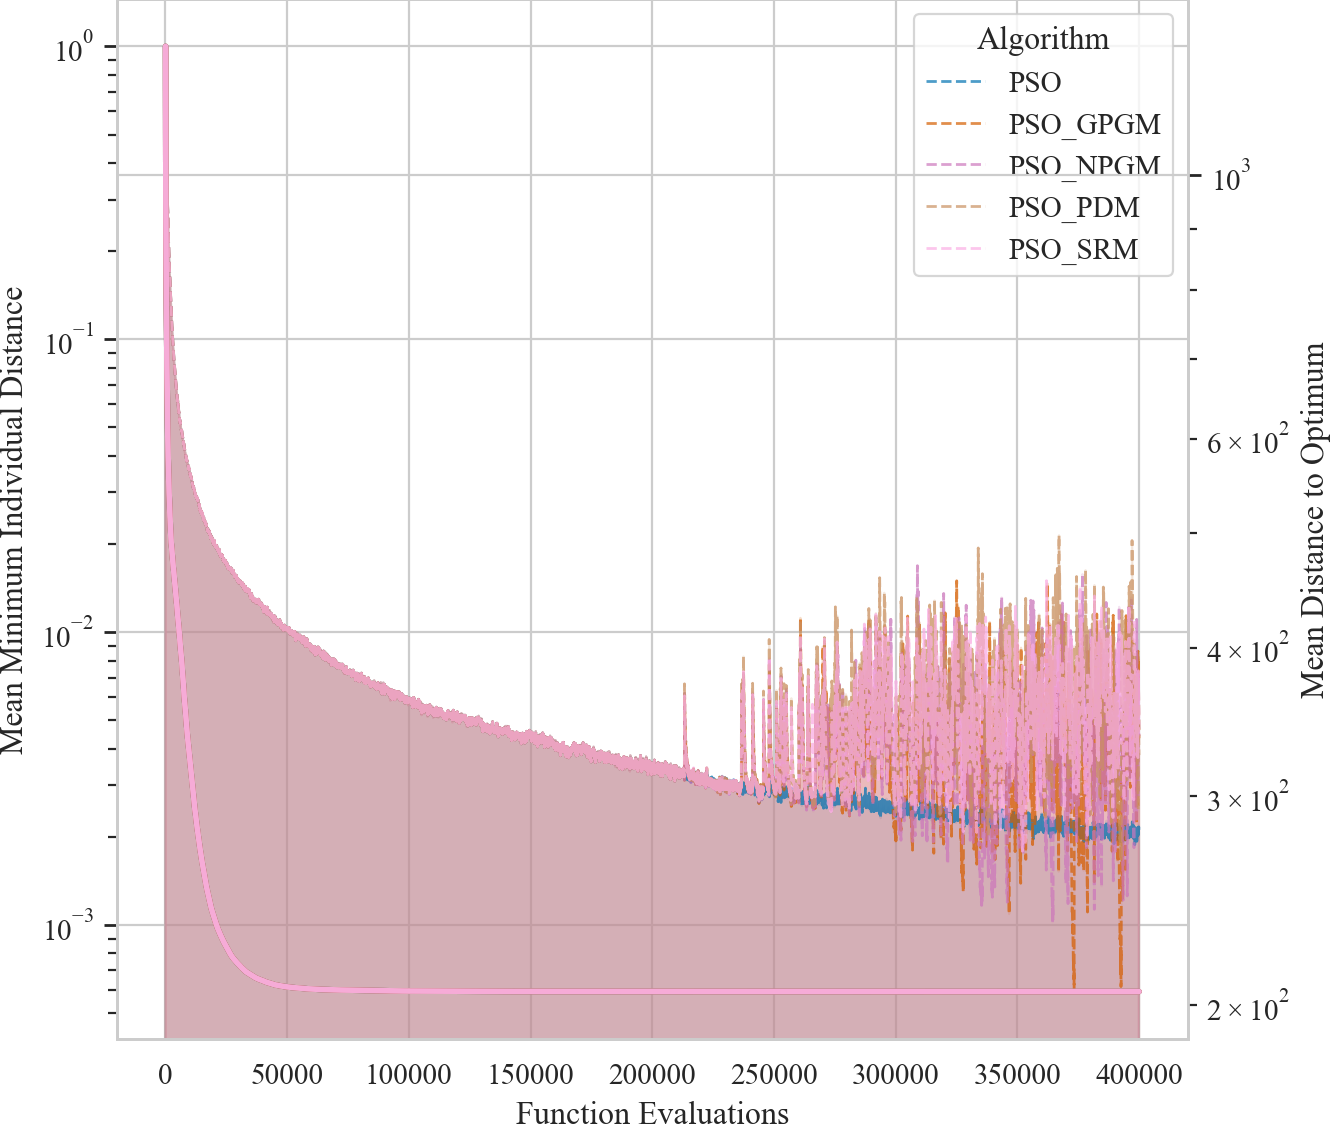 Algorithm
PSO
PSO_GPGM
PSO_NPGM
PSO_PDM
PSO_SRM
Mean Minimum Individual Distance
10^0
10^−1
10^−2
10^−3
10^3
6 × 10^2
4 × 10^2
3 × 10^2
2 × 10^2
Mean Distance to Optimum
0 50000 100000 150000 200000 250000 300000 350000 400000
Function Evaluations